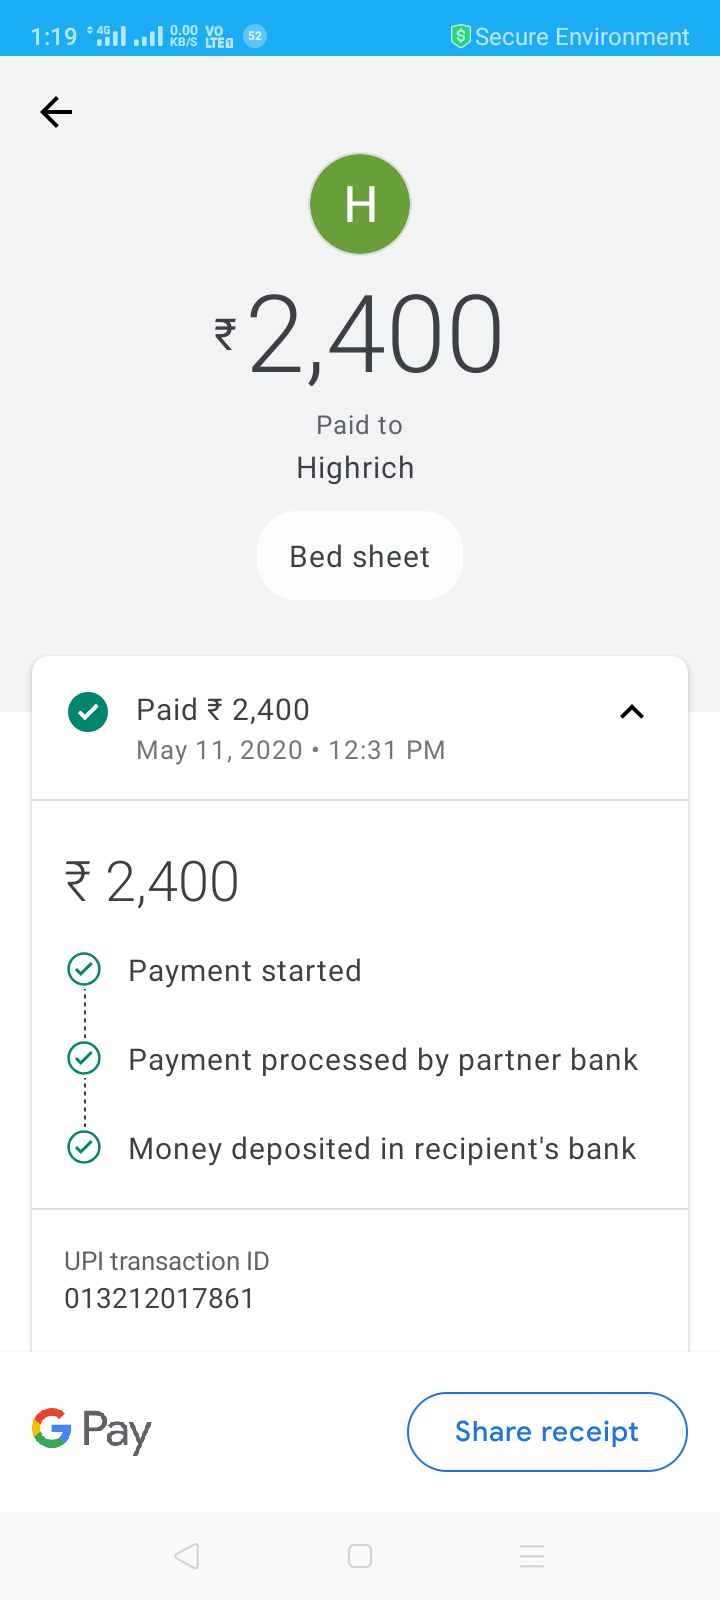 1:19 4G 0.00 KB/S VO LTE 52 Secure Environment
H
₹2,400
Paid to
Highrich
Bed sheet
Paid ₹ 2,400
May 11, 2020 • 12:31 PM
₹ 2,400
Payment started
Payment processed by partner bank
Money deposited in recipient's bank
UPI transaction ID
013212017861
G Pay
Share receipt